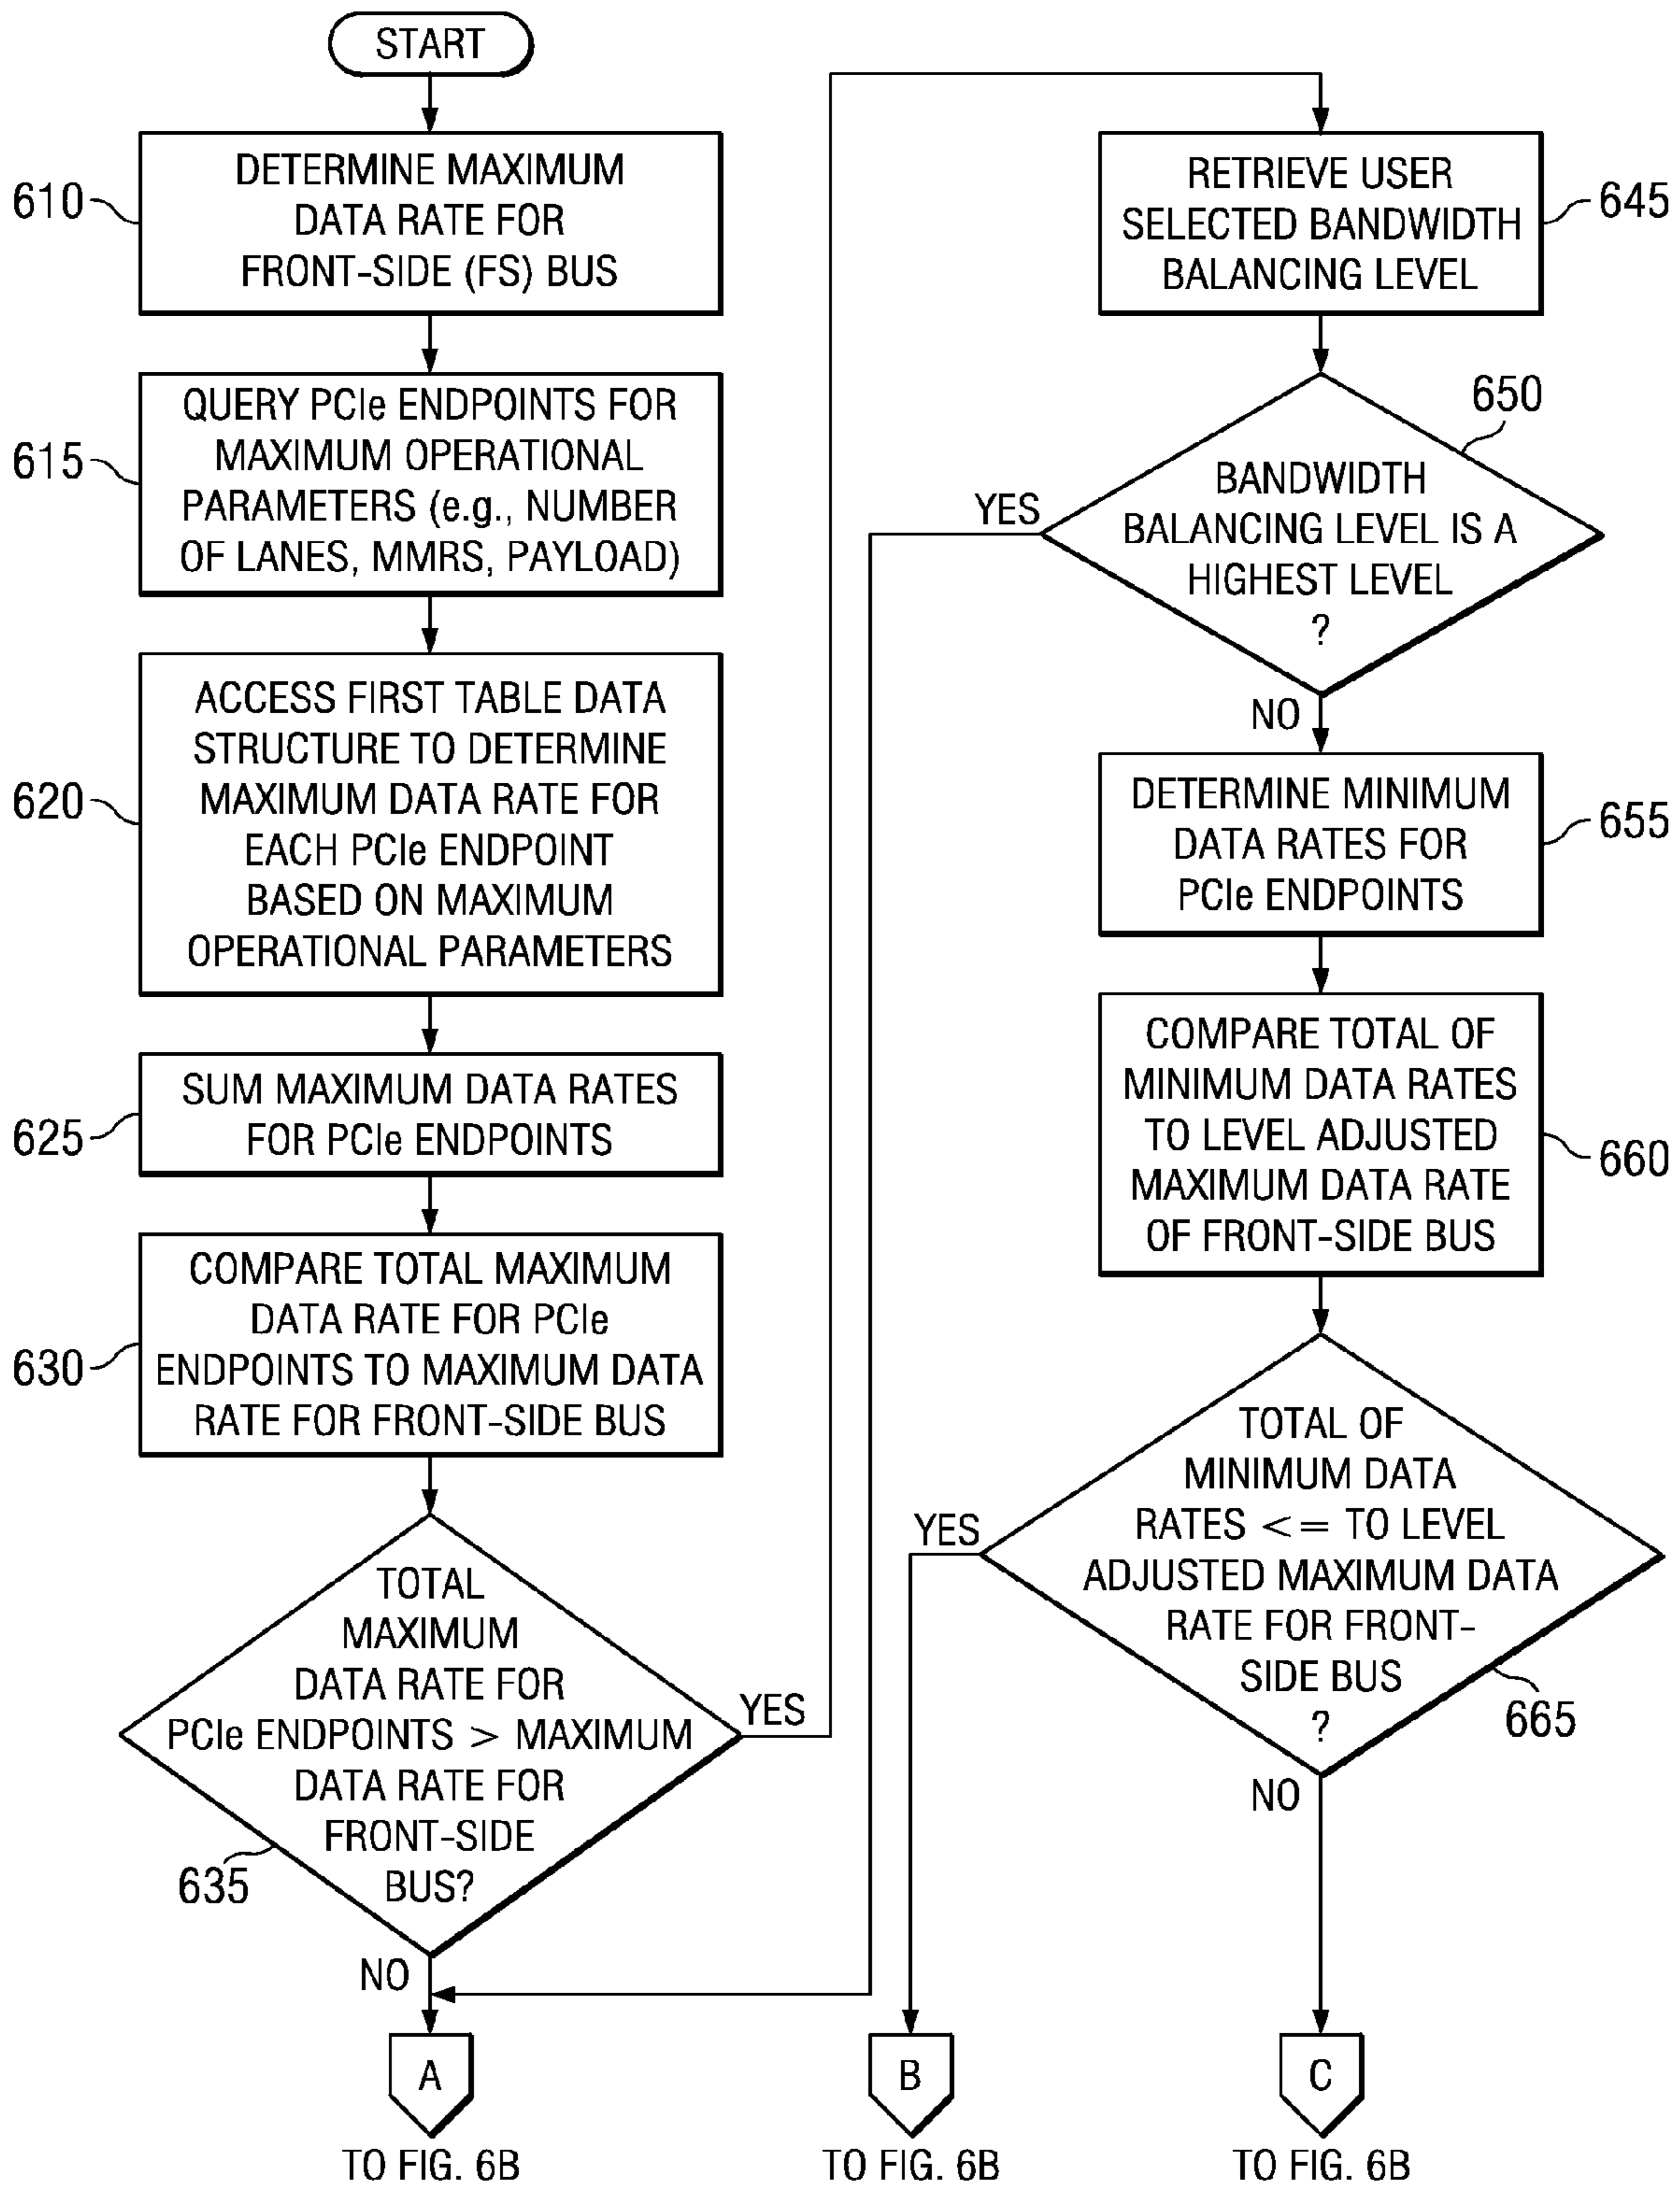 START
610
DETERMINE MAXIMUM
DATA RATE FOR
FRONT-SIDE (FS) BUS
615
QUERY PCIe ENDPOINTS FOR
MAXIMUM OPERATIONAL
PARAMETERS (e.g., NUMBER
OF LANES, MMRS, PAYLOAD)
620
ACCESS FIRST TABLE DATA
STRUCTURE TO DETERMINE
MAXIMUM DATA RATE FOR
EACH PCIe ENDPOINT
BASED ON MAXIMUM
OPERATIONAL PARAMETERS
625
SUM MAXIMUM DATA RATES
FOR PCIe ENDPOINTS
630
COMPARE TOTAL MAXIMUM
DATA RATE FOR PCIe
ENDPOINTS TO MAXIMUM DATA
RATE FOR FRONT-SIDE BUS
TOTAL
MAXIMUM
DATA RATE FOR
PCIe ENDPOINTS > MAXIMUM
DATA RATE FOR
FRONT-SIDE
BUS?
635
YES
NO
A
TO FIG. 6B
RETRIEVE USER
SELECTED BANDWIDTH
BALANCING LEVEL
645
650
BANDWIDTH
BALANCING LEVEL IS A
HIGHEST LEVEL
?
YES
NO
DETERMINE MINIMUM
DATA RATES FOR
PCIe ENDPOINTS
655
COMPARE TOTAL OF
MINIMUM DATA RATES
TO LEVEL ADJUSTED
MAXIMUM DATA RATE
OF FRONT-SIDE BUS
660
TOTAL OF
MINIMUM DATA
RATES <= TO LEVEL
ADJUSTED MAXIMUM DATA
RATE FOR FRONT-
SIDE BUS
?
665
YES
NO
B
TO FIG. 6B
C
TO FIG. 6B